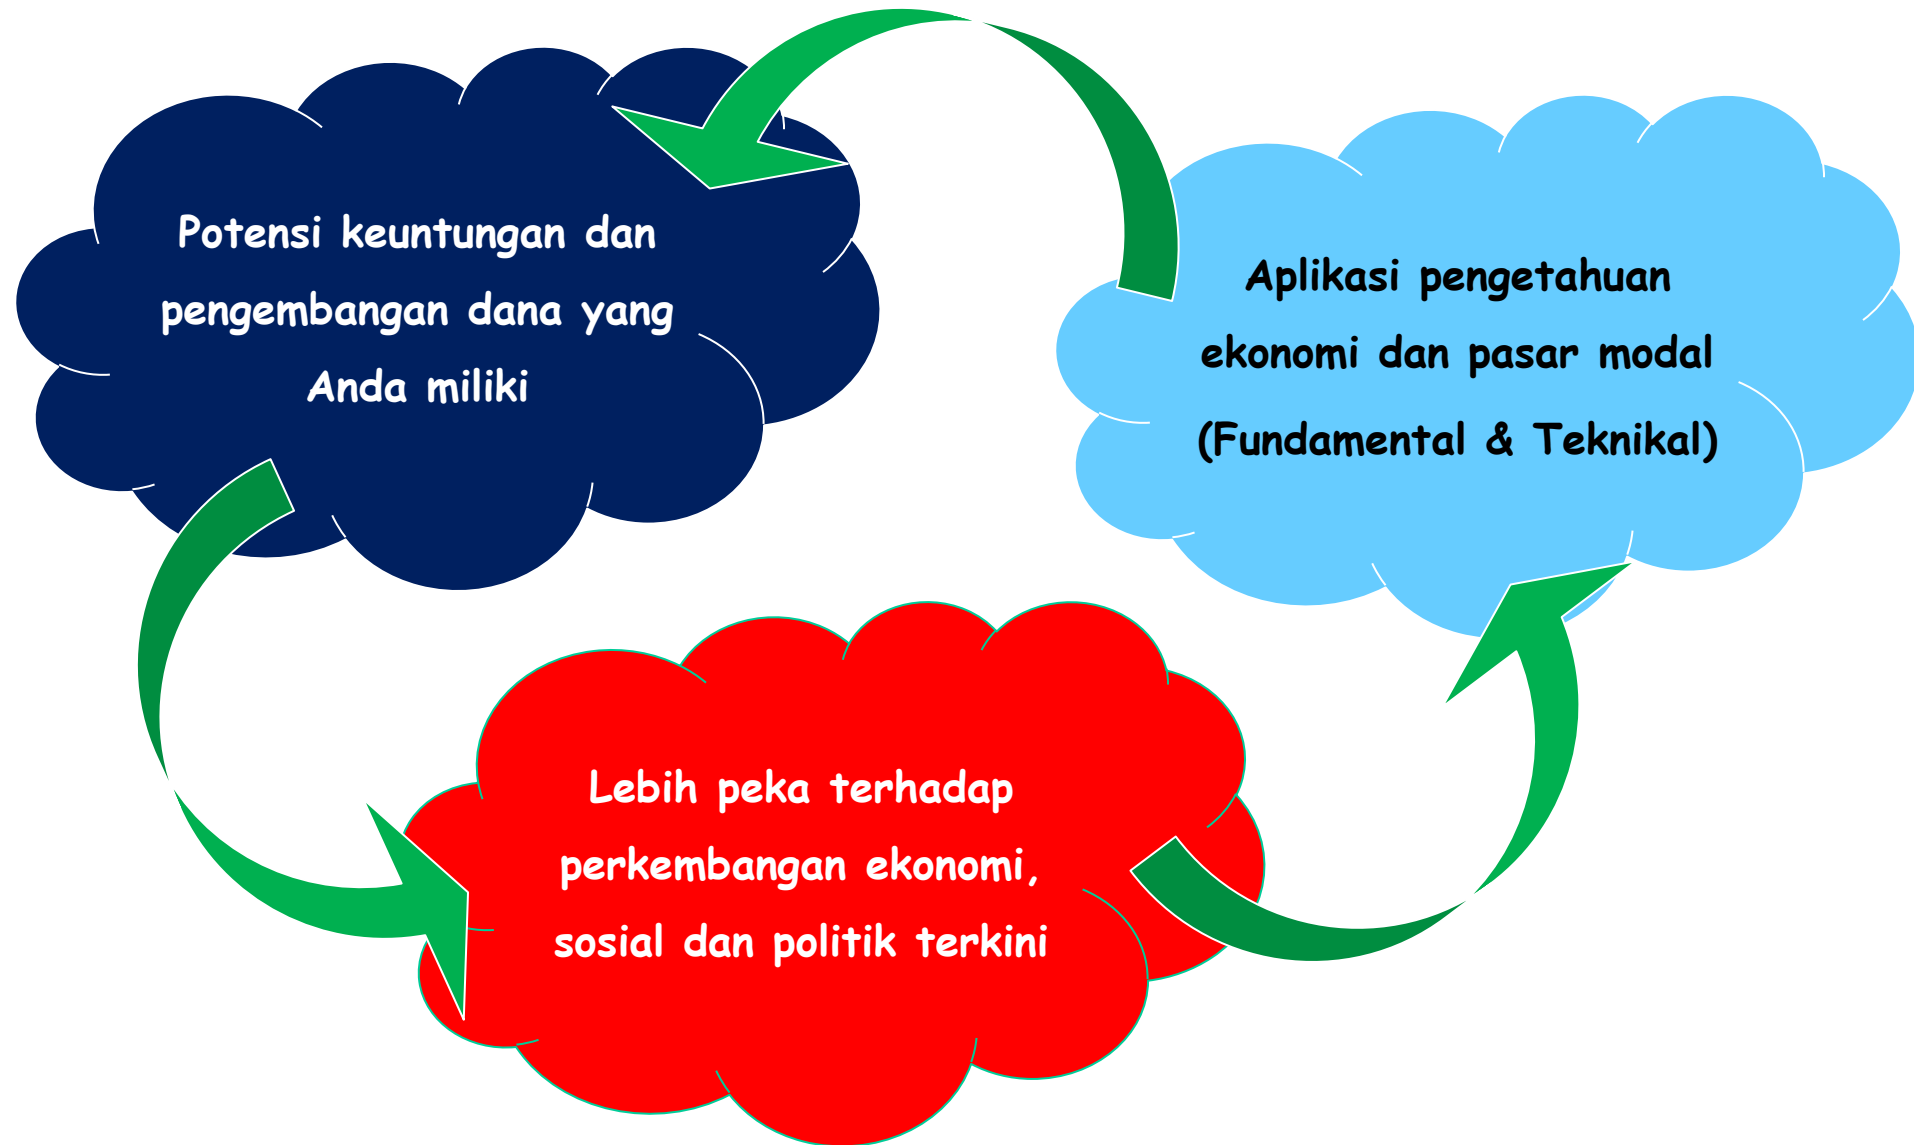 Potensi keuntungan dan
pengembangan dana yang
Anda miliki
Aplikasi pengetahuan
ekonomi dan pasar modal
(Fundamental & Teknikal)
Lebih peka terhadap
perkembangan ekonomi,
sosial dan politik terkini